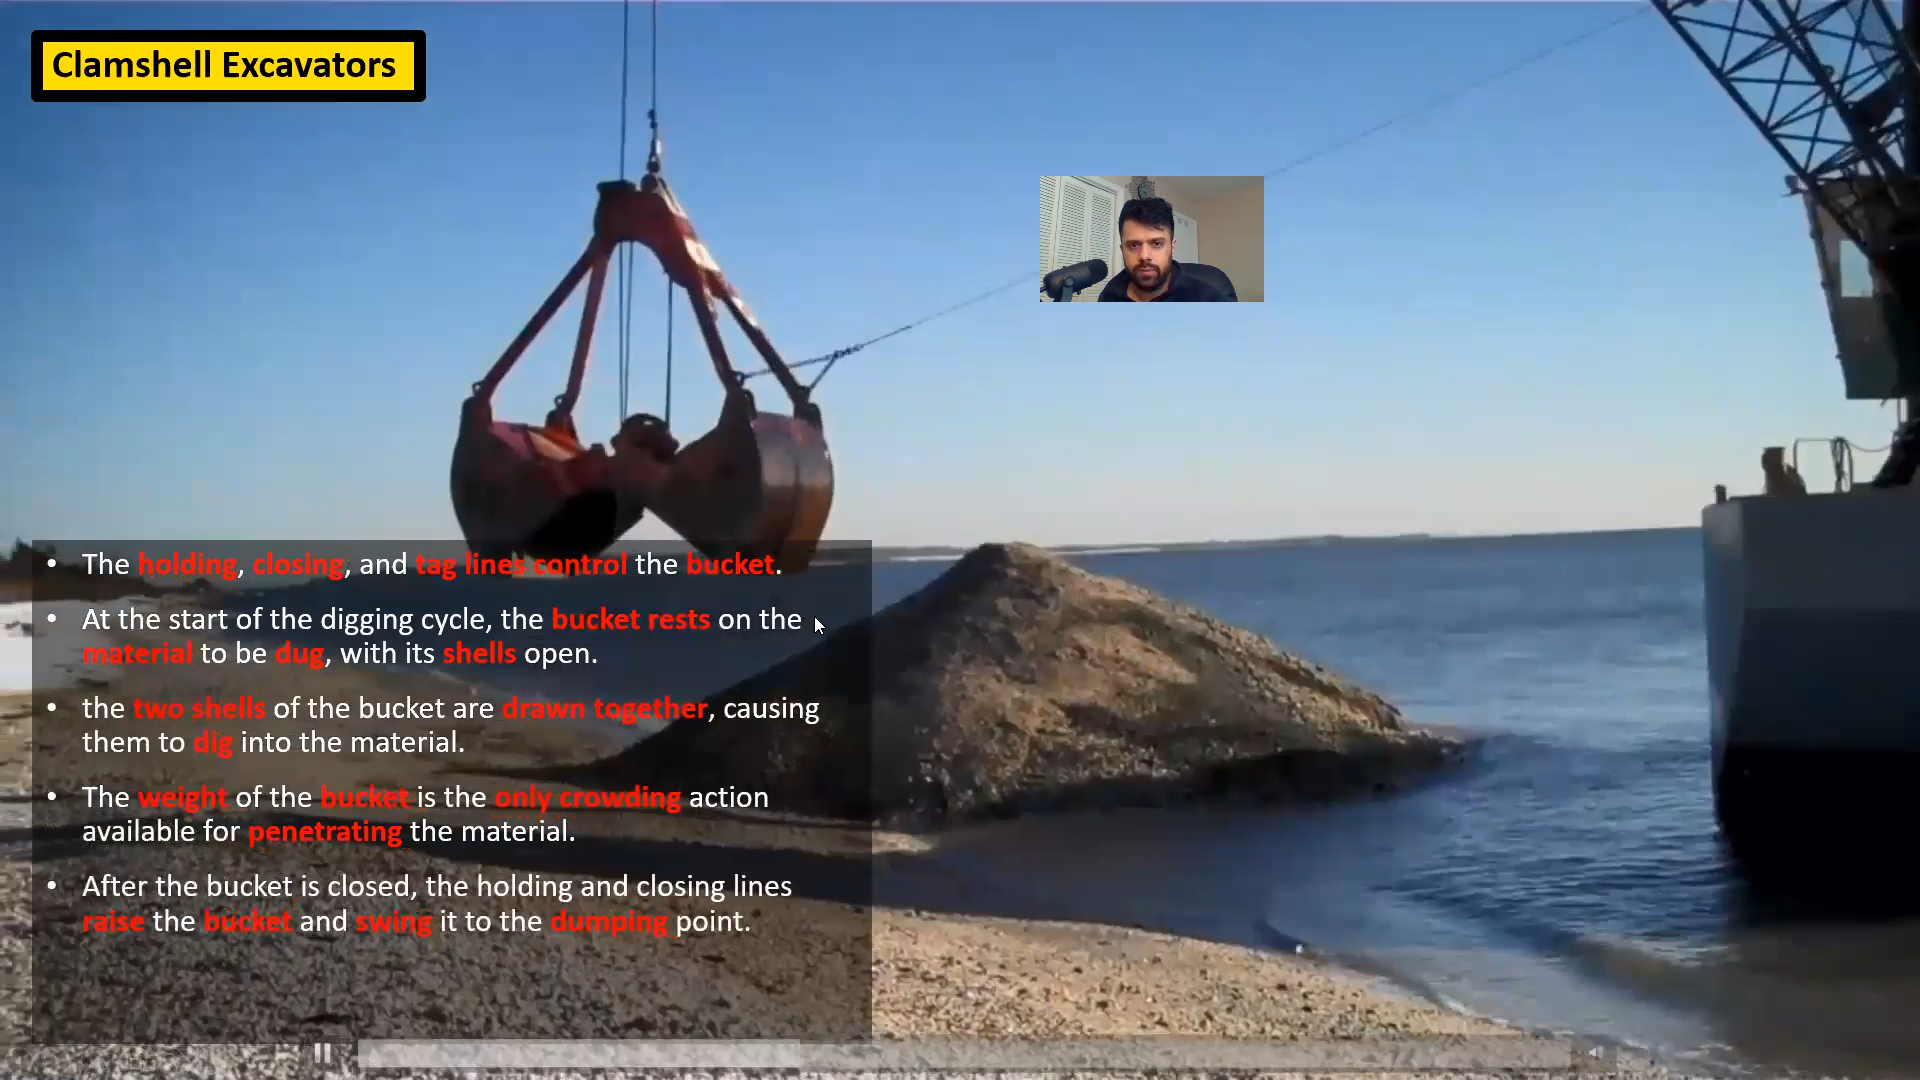 Clamshell Excavators
• The holding, closing, and tag lines control the bucket.
• At the start of the digging cycle, the bucket rests on the
material to be dug, with its shells open.
• the two shells of the bucket are drawn together, causing
them to dig into the material.
• The weight of the bucket is the only crowding action
available for penetrating the material.
• After the bucket is closed, the holding and closing lines
raise the bucket and swing it to the dumping point.